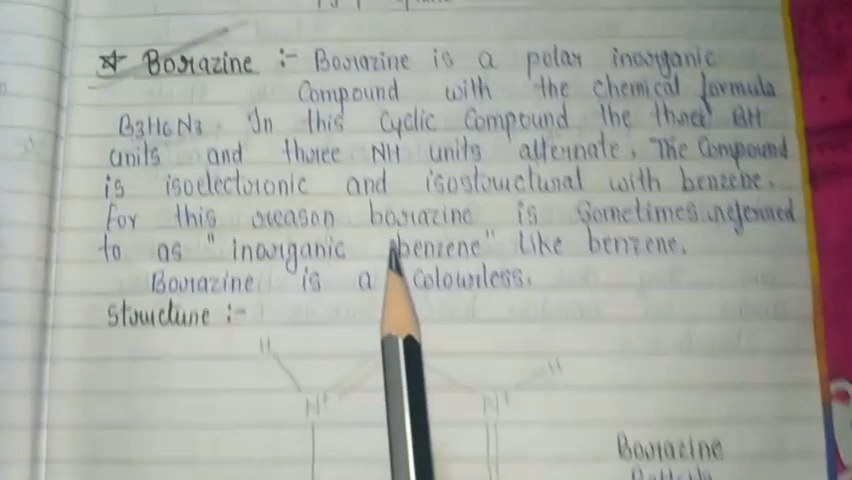 * Borazine :- Borazine is a polar inorganic
Compound with the chemical formula
B3H6N3. In this cyclic Compound the three BH
units and three NH units alternate. The Compound
is isoelectronic and isostructural with benzene.
For this reason borazine is Sometimes referred
to as "inorganic benzene" like benzene.
Borazine is a colourless.
Structure :-
H
H
N+
N+
Borazine